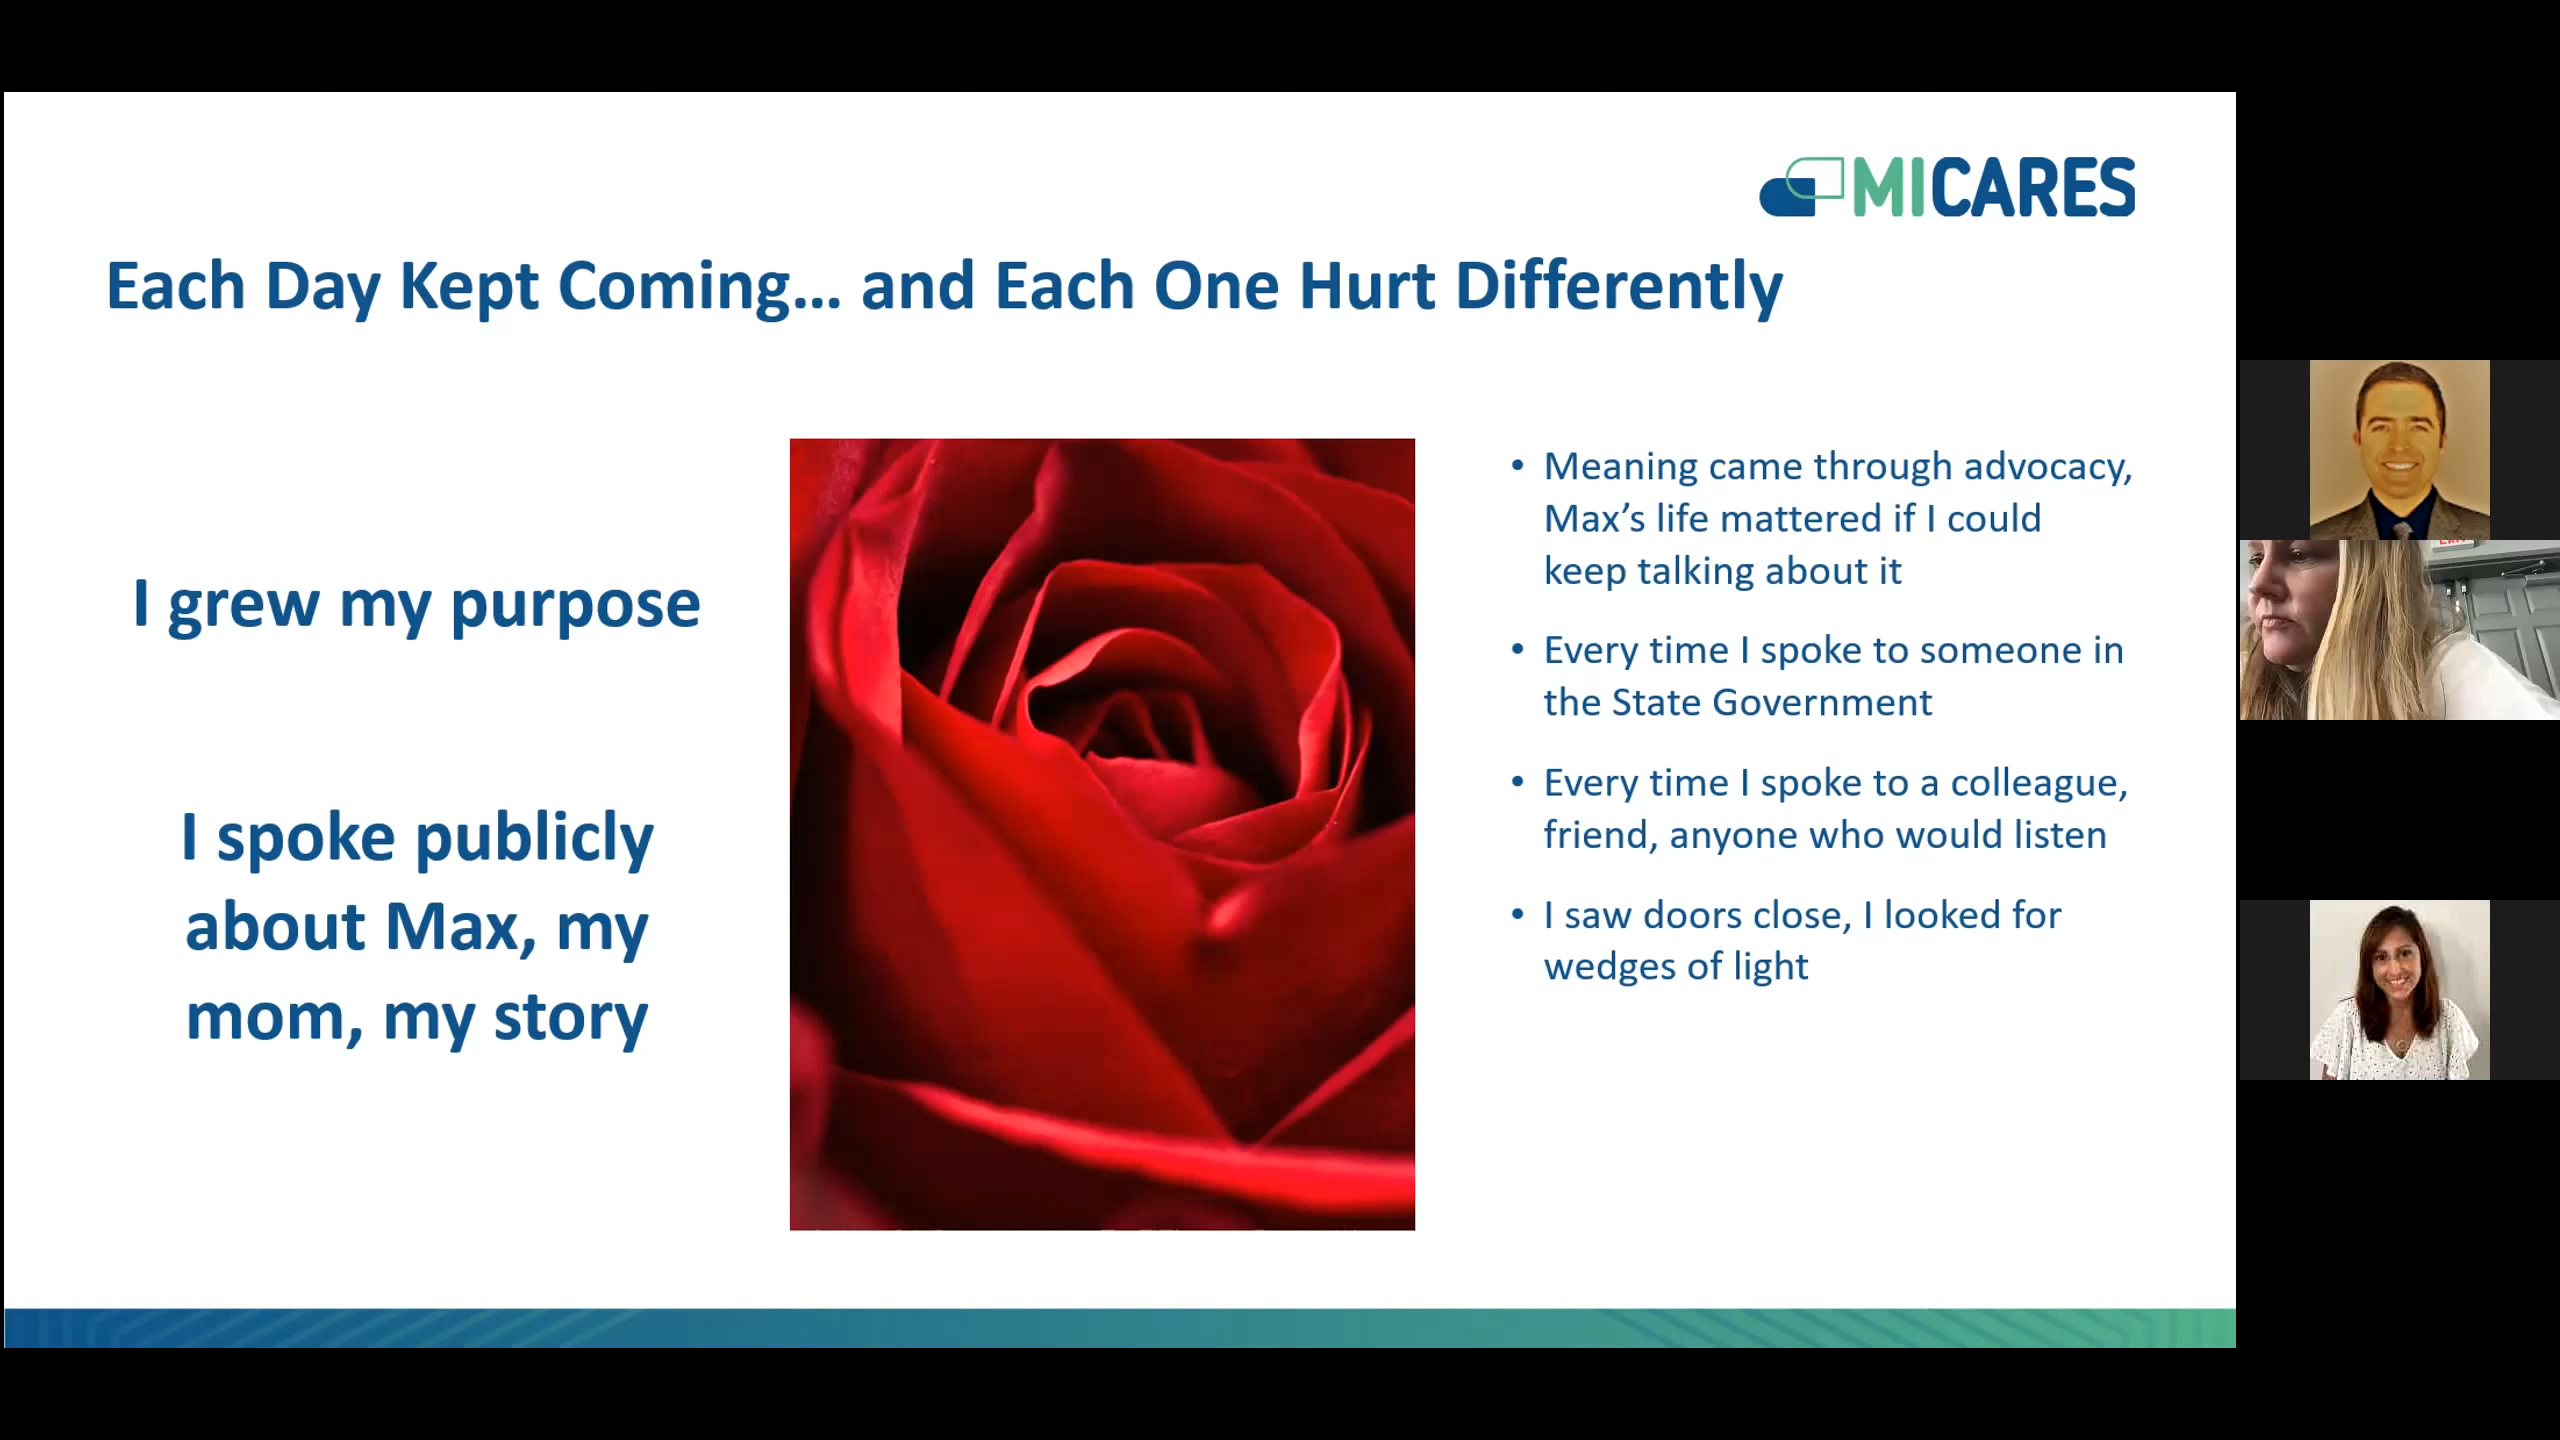 MICARES
Each Day Kept Coming... and Each One Hurt Differently
I grew my purpose
I spoke publicly
about Max, my
mom, my story
• Meaning came through advocacy,
Max’s life mattered if I could
keep talking about it
• Every time I spoke to someone in
the State Government
• Every time I spoke to a colleague,
friend, anyone who would listen
• I saw doors close, I looked for
wedges of light